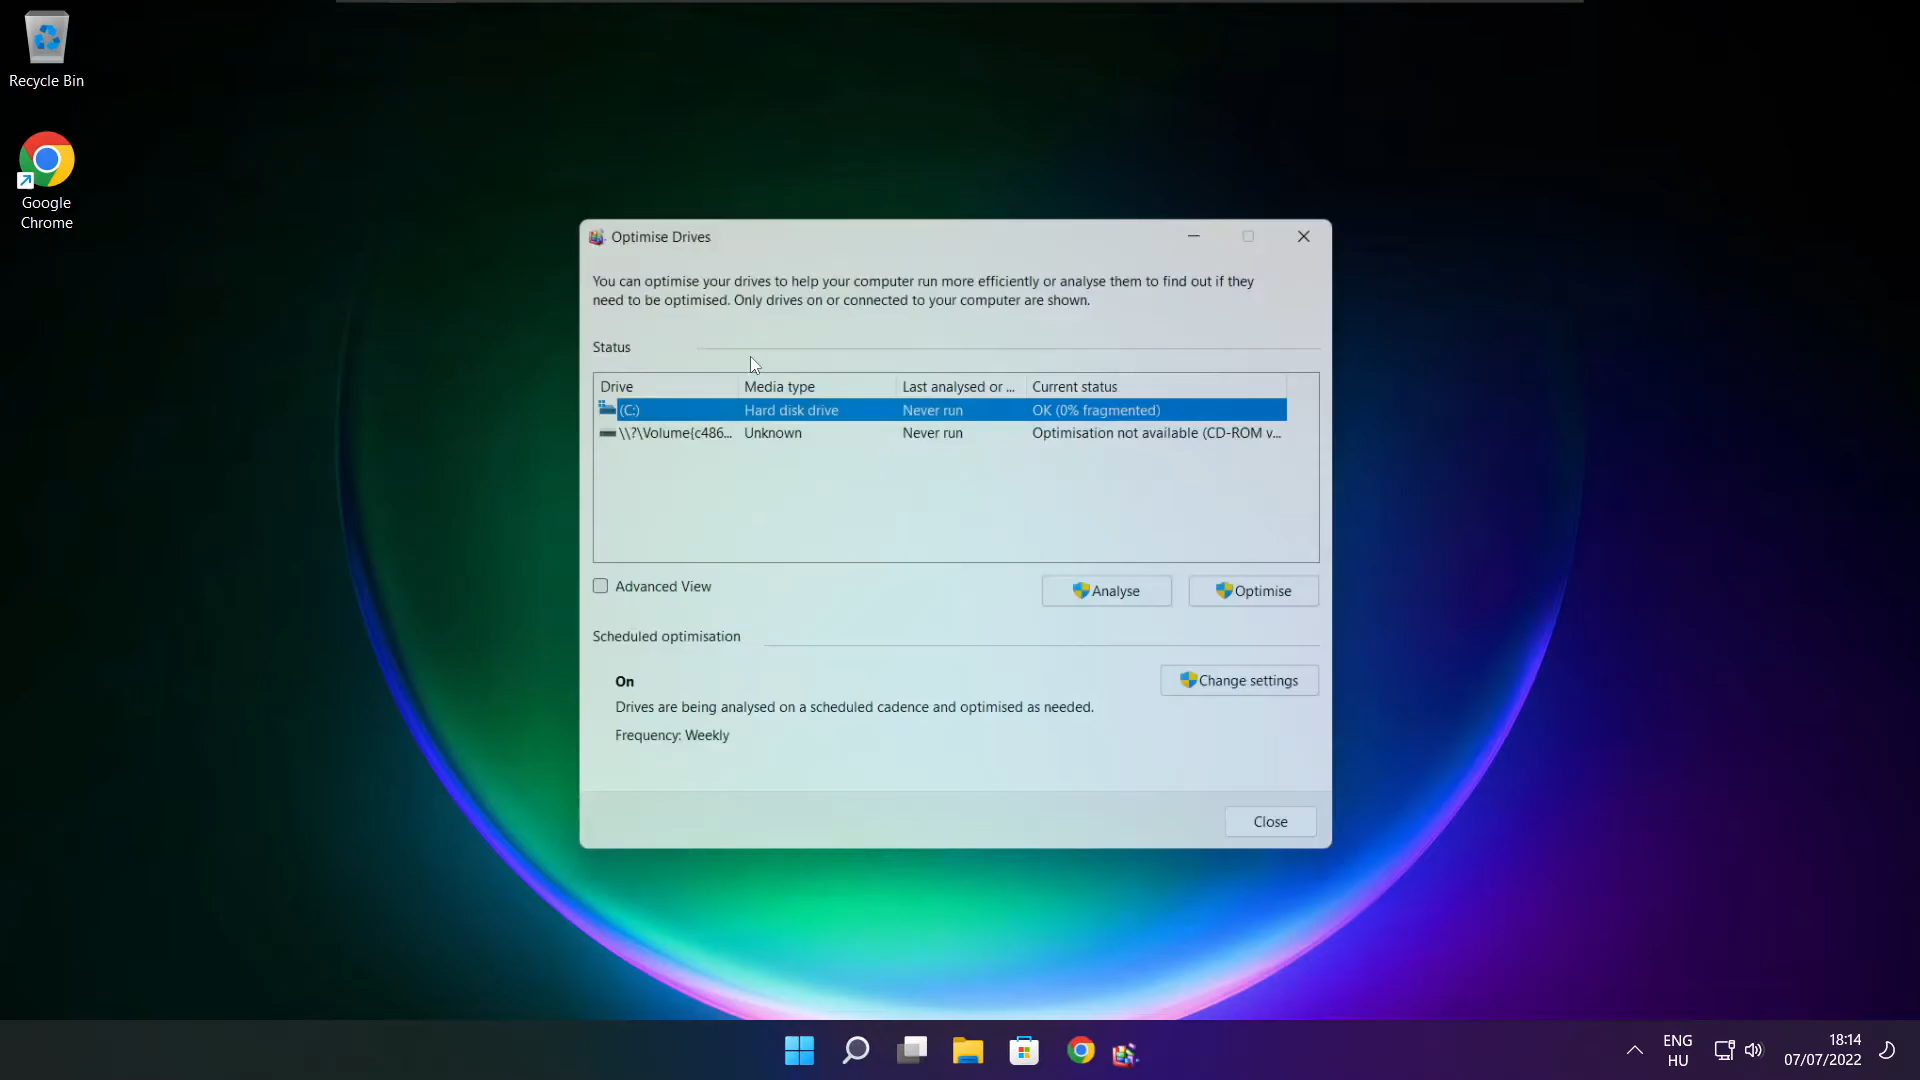 Recycle Bin
Google
Chrome
Optimise Drives
You can optimise your drives to help your computer run more efficiently or analyse them to find out if they
need to be optimised. Only drives on or connected to your computer are shown.
Status
Drive Media type Last analysed or ... Current status
(C:) Hard disk drive Never run OK (0% fragmented)
\\?\Volume{c486... Unknown Never run Optimisation not available (CD-ROM v...
Advanced View
Analyse
Optimise
Scheduled optimisation
On
Change settings
Drives are being analysed on a scheduled cadence and optimised as needed.
Frequency: Weekly
Close
ENG
HU
18:14
07/07/2022